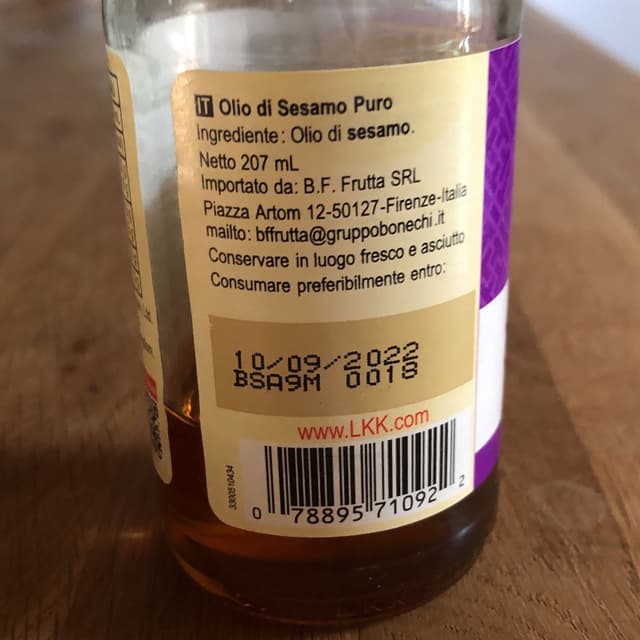 IT Olio di Sesamo Puro
Ingrediente: Olio di sesamo.
Netto 207 mL
Importato da: B.F. Frutta SRL
Piazza Artom 12-50127-Firenze-Italia
mailto: bffrutta@gruppobonechi.it
Conservare in luogo fresco e asciutto
Consumare preferibilmente entro:
10/09/2022
BSA9M 0018
www.LKK.com
3300510434
0 78895 71092 2